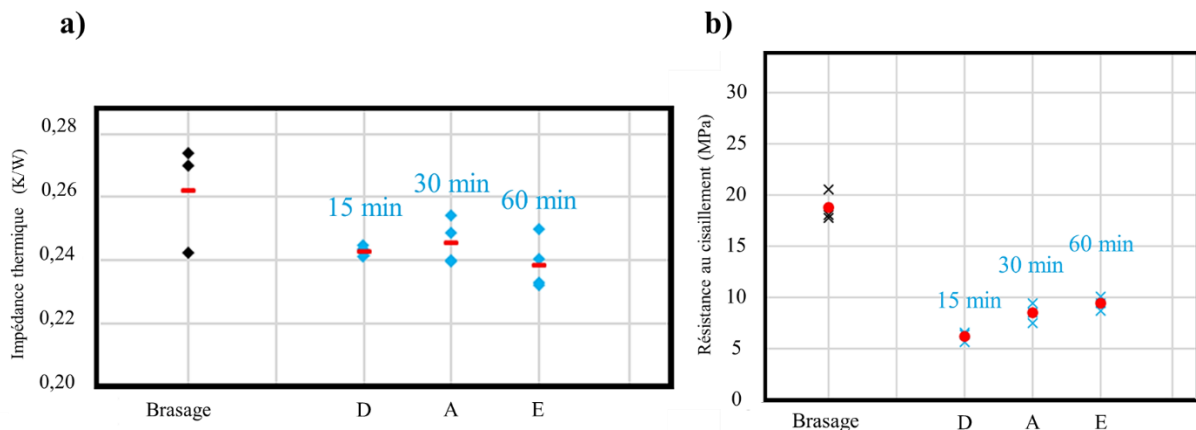 a)
Impédance thermique (K/W)
0,28
0,26
0,24
0,22
0,20
15 min
30 min
60 min
Brasage
D
A
E
b)
Résistance au cisaillement (MPa)
30
25
20
15
10
5
0
15 min
30 min
60 min
Brasage
D
A
E